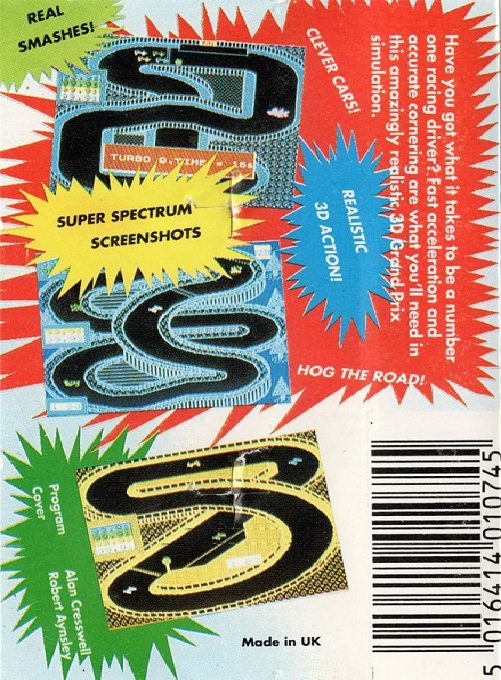 REAL
SMASHES!
CLEVER CARS!
Have you got what it takes to be a number
one racing driver? Fast acceleration and
accurate cornering are what you'll need in
this amazingly realistic 3D Grand Prix
simulation.
TURBO Q.TIME = 15s
REALISTIC
3D ACTION!
SUPER SPECTRUM
SCREENSHOTS
HOG THE ROAD!
Program Alan Cresswell
Cover Robert Aynsley
Made in UK
5 016414 010745